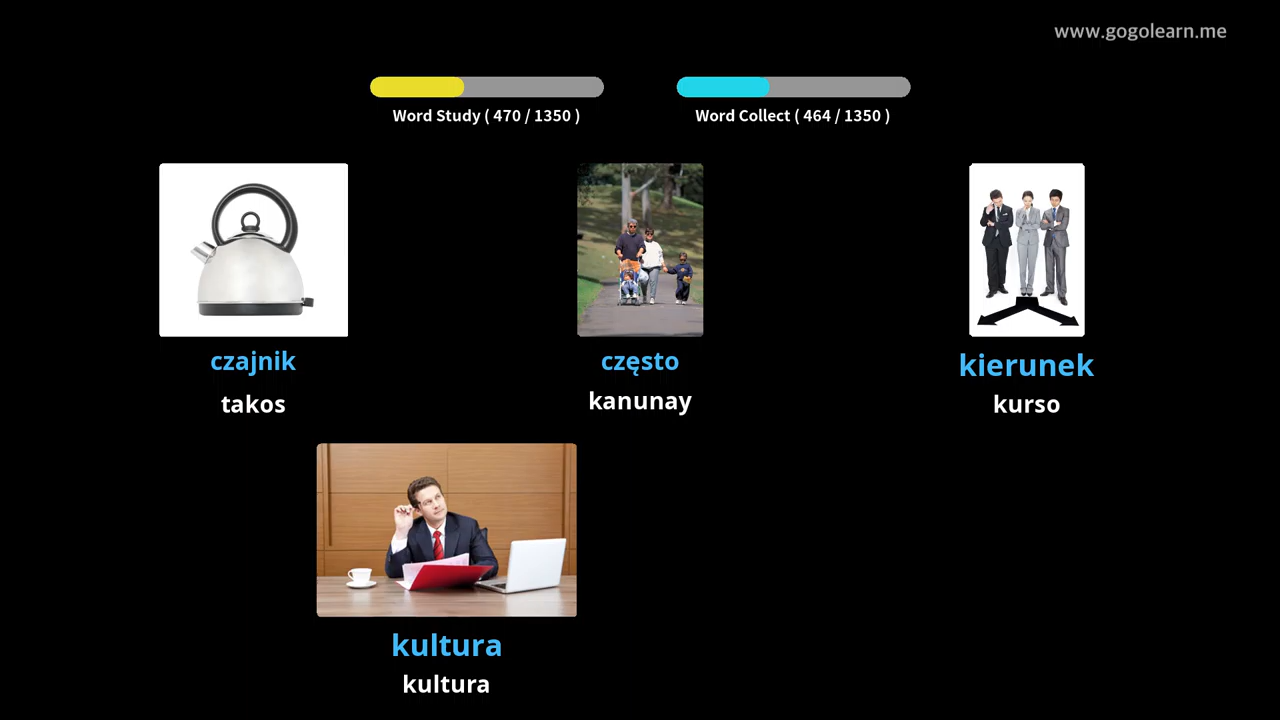 www.gogolearn.me
Word Study ( 470 / 1350 )
Word Collect ( 464 / 1350 )
czajnik
takos
często
kanunay
kierunek
kurso
kultura
kultura